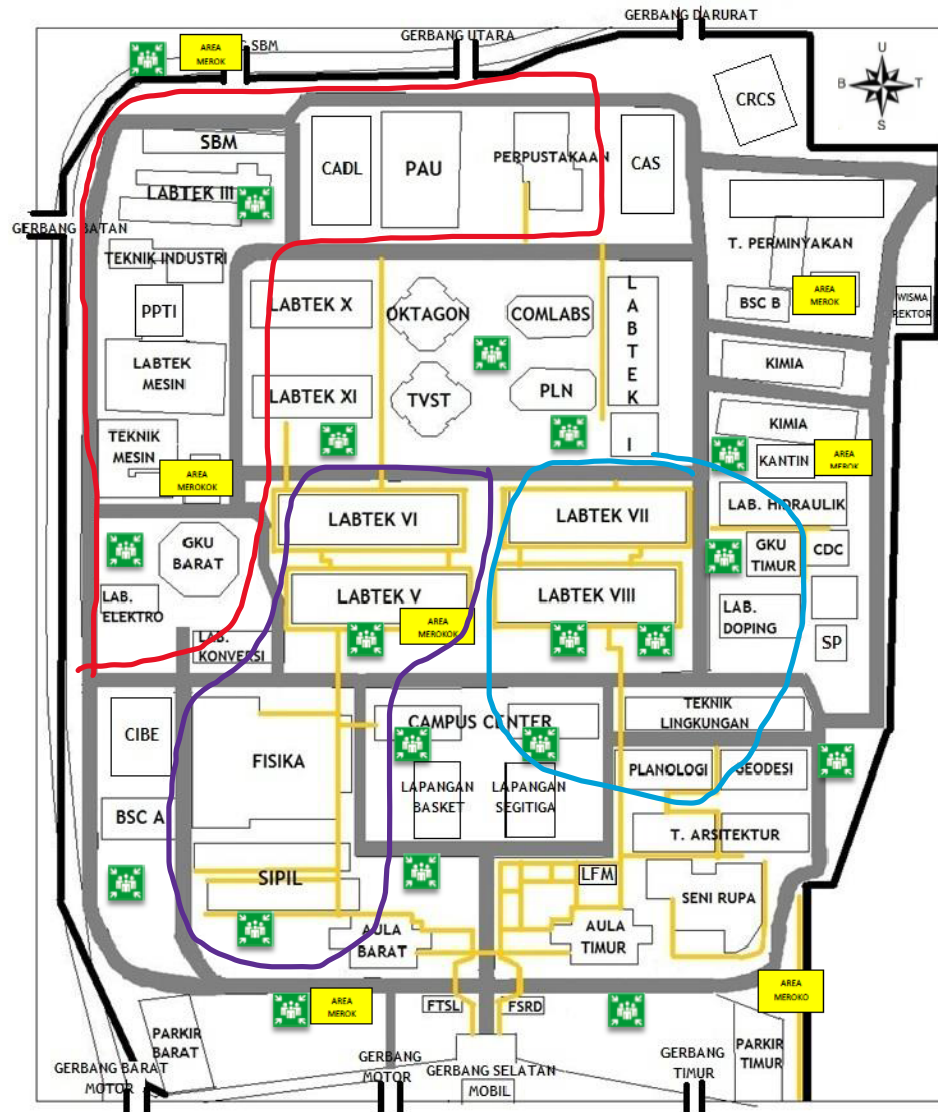 GERBANG DARURAT
GERBANG UTARA
AREA
MEROK
SBM
U
B
T
S
CRCS
SBM
CADL
PAU
PERPUSTAKAAN
CAS
LABTEK III
GERBANG BATAN
TEKNIK INDUSTRI
T. PERMINYAKAN
PPTI
LABTEK X
OKTAGON
COMLABS
L
A
B
T
E
K
I
BSC B
AREA
MEROK
WISMA
REKTOR
LABTEK
MESIN
LABTEK XI
TVST
PLN
KIMIA
KIMIA
TEKNIK
MESIN
AREA
MEROKOK
KANTIN
AREA
MEROK
LABTEK VI
LABTEK VII
LAB. HIDRAULIK
GKU
BARAT
GKU
TIMUR
CDC
LAB.
ELEKTRO
LABTEK V
AREA
MEROKOK
LABTEK VIII
LAB.
DOPING
SP
LAB.
KONVERSI
CIBE
FISIKA
CAMPUS CENTER
TEKNIK
LINGKUNGAN
PLANOLOGI
GEODESI
LAPANGAN
BASKET
LAPANGAN
SEGITIGA
BSC A
T. ARSITEKTUR
SIPIL
LFM
SENI RUPA
AULA
BARAT
AULA
TIMUR
AREA
MEROK
FTSL
FSRD
AREA
MEROKO
PARKIR
BARAT
PARKIR
TIMUR
GERBANG BARAT
MOTOR
GERBANG
MOTOR
GERBANG SELATAN
MOBIL
GERBANG
TIMUR